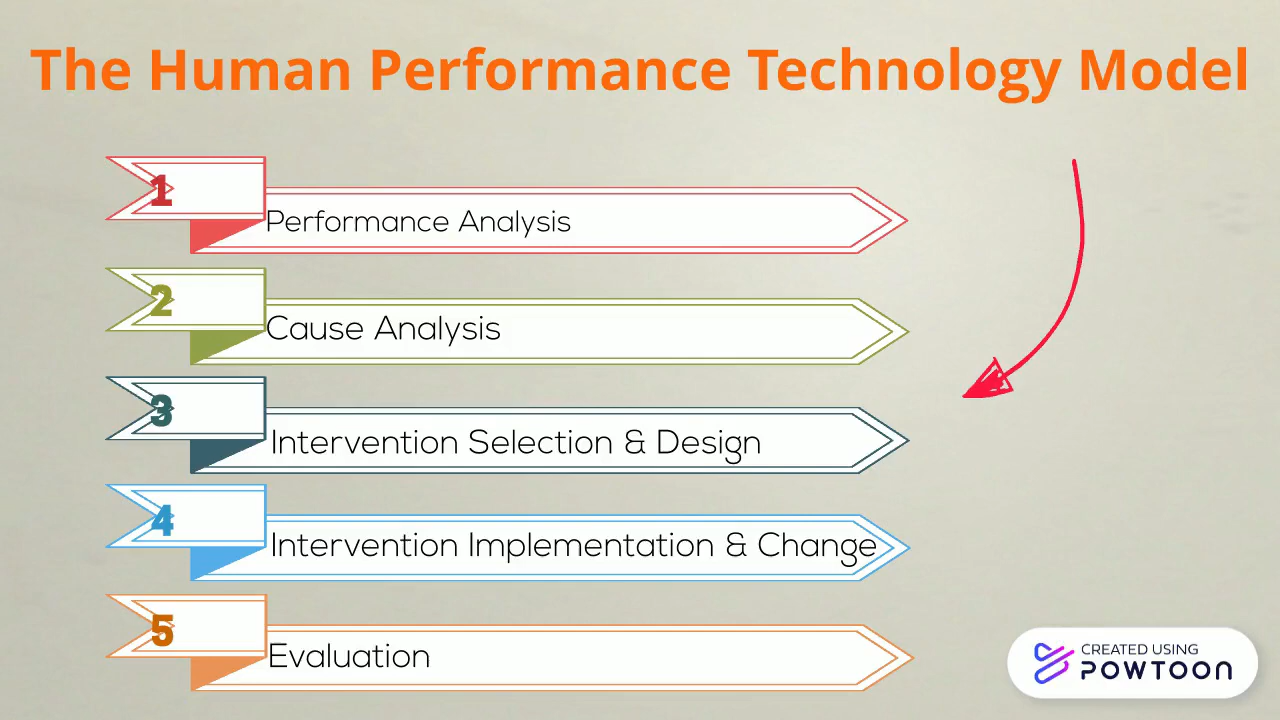 The Human Performance Technology Model
1
Performance Analysis
2
Cause Analysis
3
Intervention Selection & Design
4
Intervention Implementation & Change
5
Evaluation
CREATED USING
POWTOON